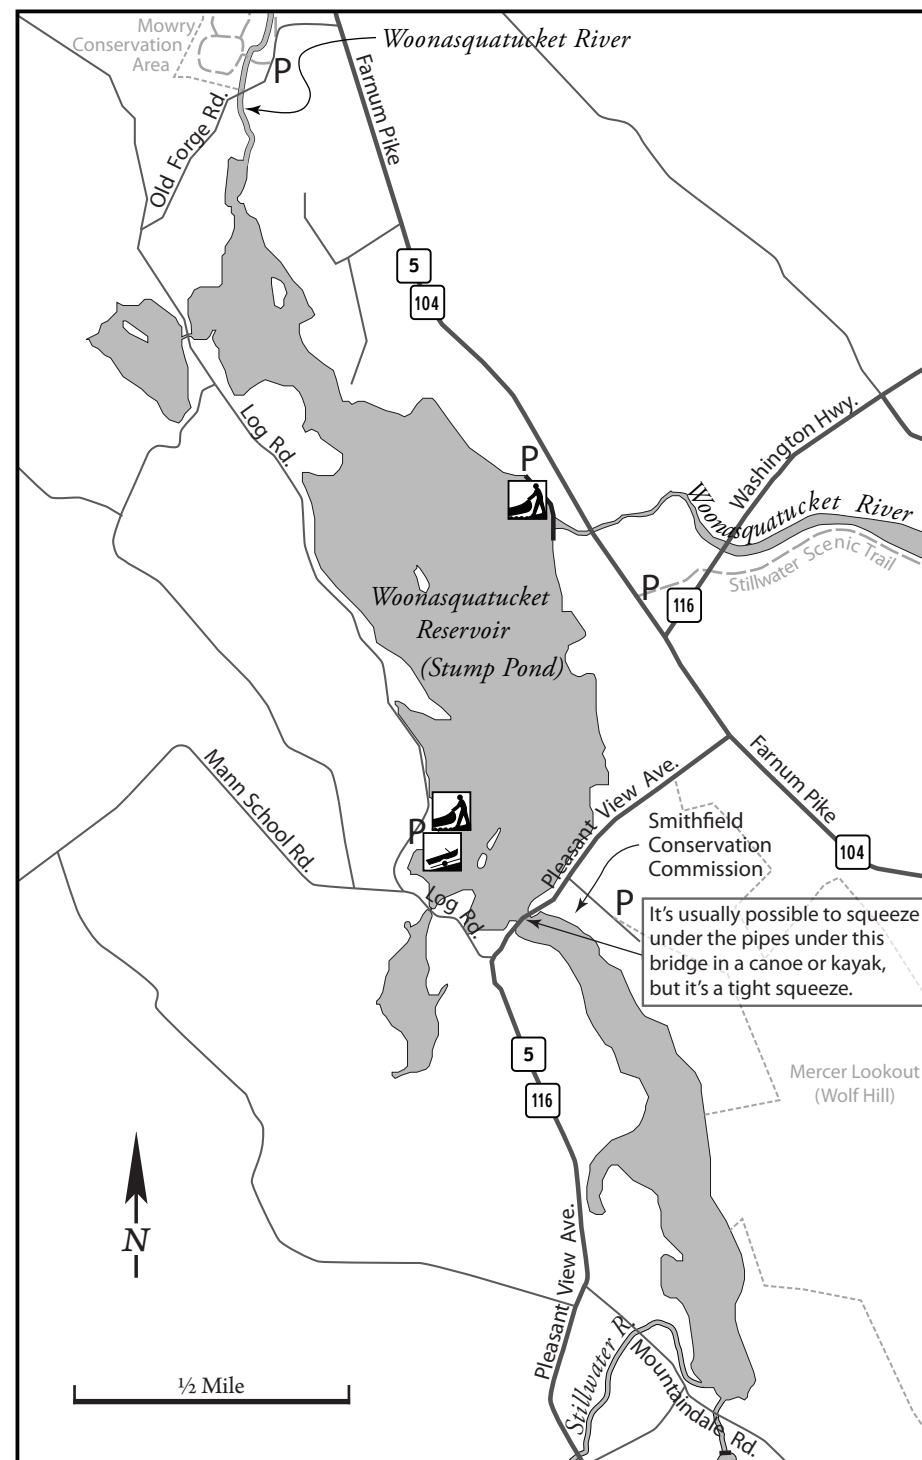 Mowry
Conservation
Area
P
Woonasquatucket River
Old Forge Rd.
Farnum Pike
5
104
Log Rd.
P
Washington Hwy.
Woonasquatucket River
Stillwater Scenic Trail
P
116
Woonasquatucket
Reservoir
(Stump Pond)
Mann School Rd.
P
Log Rd.
Pleasant View Ave.
Farnum Pike
104
Smithfield
Conservation
Commission
P
It's usually possible to squeeze
under the pipes under this
bridge in a canoe or kayak,
but it's a tight squeeze.
5
116
Mercer Lookout
(Wolf Hill)
N
Pleasant View Ave.
Stillwater R.
Mountaindale Rd.
½ Mile